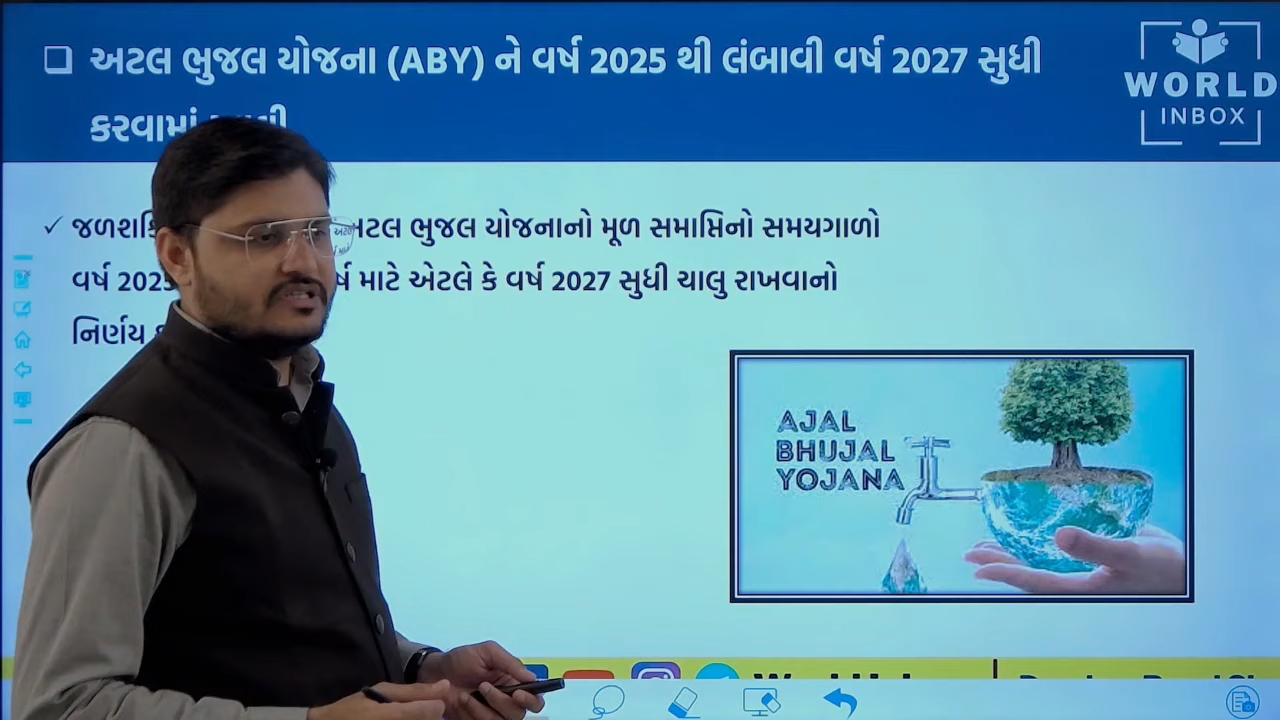 અટલ ભુજલ યોજના (ABY) ને વર્ષ 2025 થી લંબાવી વર્ષ 2027 સુધી
કરવામાં
WORLD
INBOX
અટલ ભુજલ યોજનાનો મૂળ સમાપ્તિનો સમયગાળો
વર્ષ 2025 માટે એટલે કે વર્ષ 2027 સુધી ચાલુ રાખવાનો
નિર્ણય
AJAL
BHUJAL
YOJANA